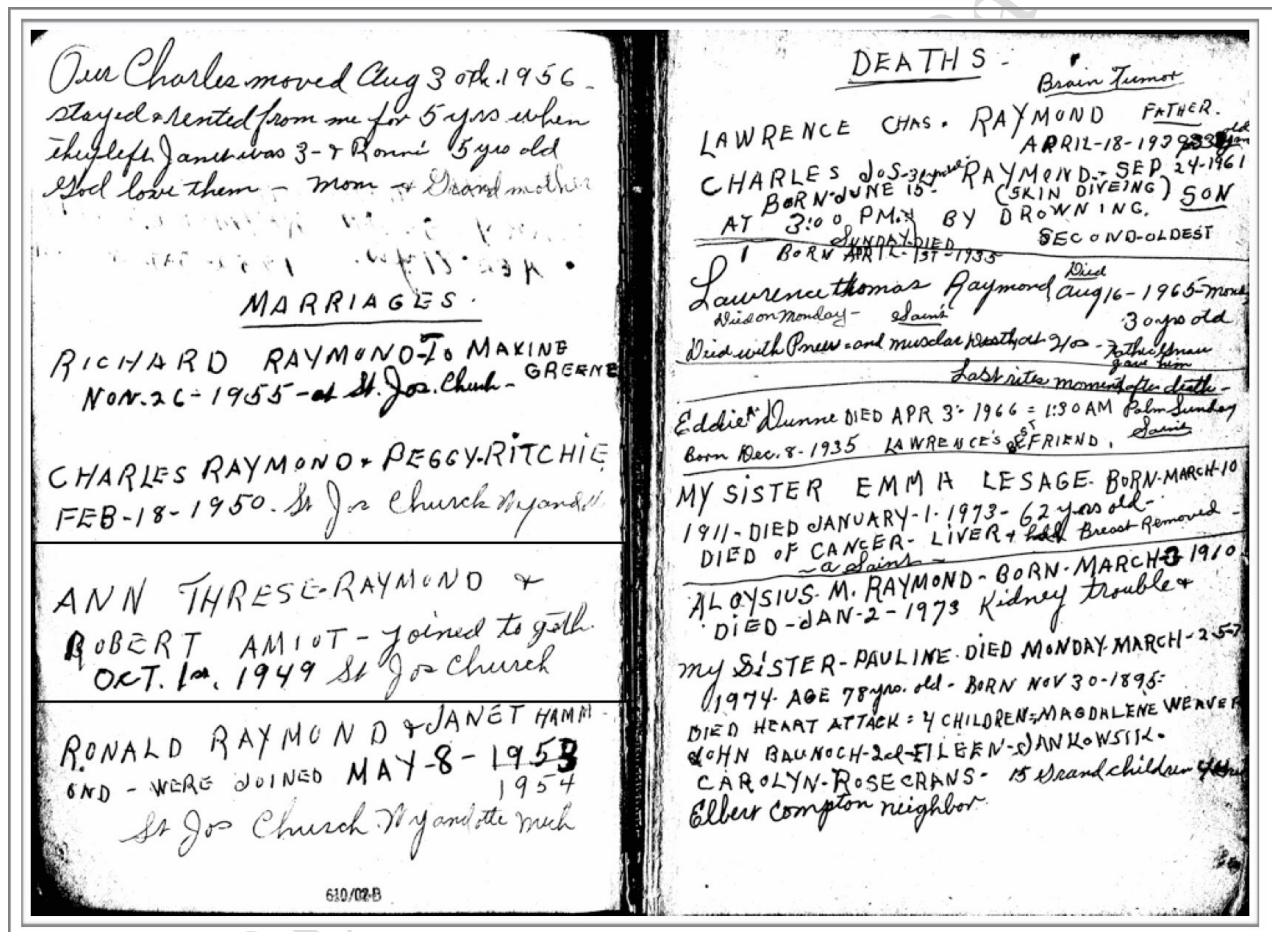 Our Charles moved Aug 30th. 1956 -
stayed & rented from me for 5 yrs when
they left Janet was 3 - & Ronni 5 yrs old
God love them - Mom & Grandmother
MARRIAGES.
RICHARD RAYMOND - To MAXINE
GREENE
NOV. 26 - 1955 - at St. Jos. Church -
CHARLES RAYMOND & PEGGY. RITCHIE
FEB - 18 - 1950. St Jos Church Wyandotte
ANN THRESE - RAYMOND &
ROBERT AMIOT - joined to geth.
OCT. 1st, 1949 St Jos Church
RONALD RAYMOND & JANET HAMM -
OND - WERE JOINED MAY - 8 - 1953
1954
St Jos Church Wyandotte Mich
610/02-B
DEATHS -
Brain Tumor
LAWRENCE CHAS. RAYMOND FATHER.
APRIL - 18 - 193 old
CHARLES JOS - RAYMOND - SEP 24 - 1961
BORN JUNE 15 - (SKIN DIVEING) SON
AT 3:00 PM. BY DROWNING.
SUNDAY DIED SECOND - OLDEST
BORN APRIL - 1ST - 1935
Lawrence thomas Raymond Died Aug 16 - 1965 -
Died on Monday - Saint 30 yrs old
Died with and -
gave him
Last rites moments after death -
Eddie Dunne DIED APR 3 - 1966 = 1:30 AM Palm Sunday
Born Dec. 8 - 1935 LAWRENCE'S BEST FRIEND. Saint
MY SISTER EMMA LESAGE. BORN - MARCH - 10
1911 - DIED JANUARY - 1 - 1973 - 62 yrs old -
DIED OF CANCER - LIVER & had Breast Removed -
- a Saint -
ALOYSIUS. M. RAYMOND - BORN - MARCH - 3 1910
DIED - JAN - 2 - 1973 Kidney trouble &
my SISTER - PAULINE. DIED MONDAY. MARCH - 25 -
1974. AGE 78 yrs. old - BORN NOV 30 - 1895 -
DIED HEART ATTACK = 4 CHILDREN = MAGDALENE WEAVER
JOHN BAUNOCH - 2d - EILEEN - JANKOWSIK.
CAROLYN - ROSECRANS - 15 Grand children
Elbert Compton neighbor